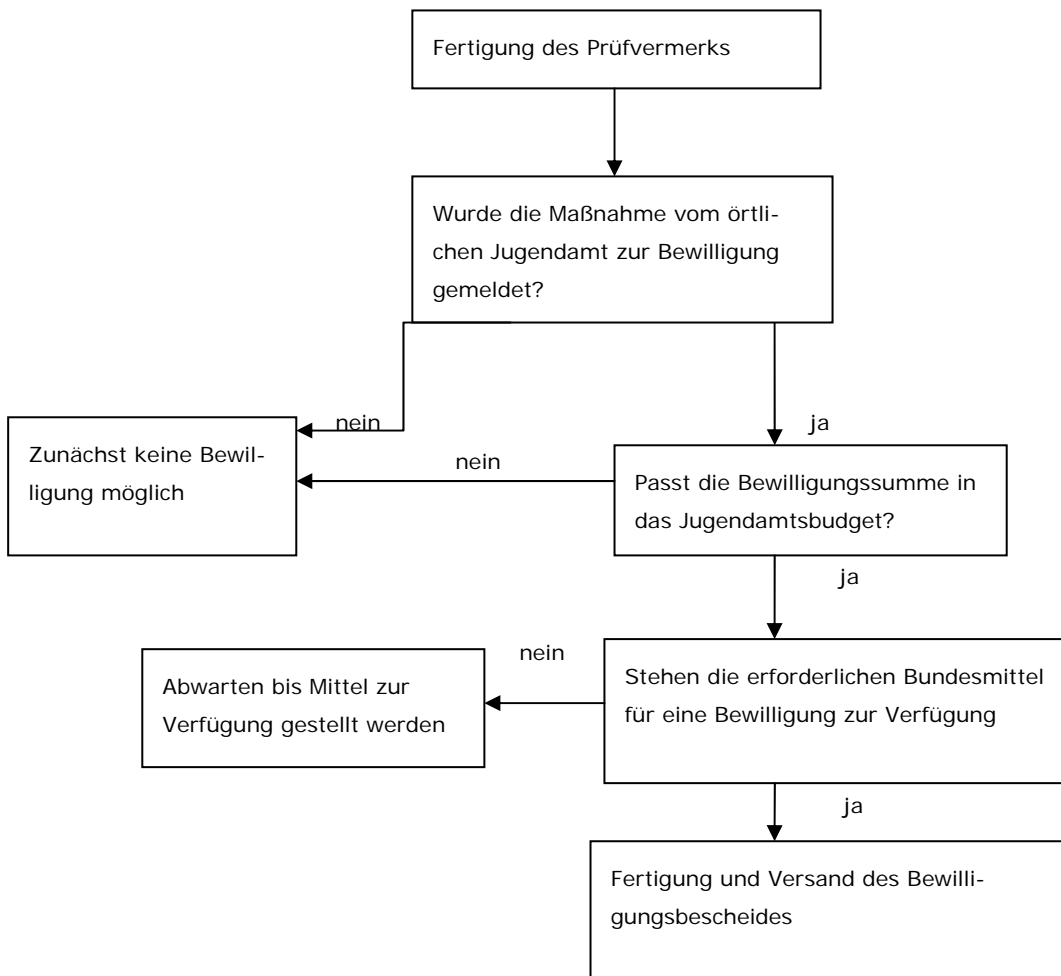 Fertigung des Prüfvermerks
Wurde die Maßnahme vom örtli-
chen Jugendamt zur Bewilligung
gemeldet?
nein
ja
Zunächst keine Bewil-
ligung möglich
nein
Passt die Bewilligungssumme in
das Jugendamtsbudget?
ja
nein
Abwarten bis Mittel zur
Verfügung gestellt werden
Stehen die erforderlichen Bundesmittel
für eine Bewilligung zur Verfügung
ja
Fertigung und Versand des Bewilli-
gungsbescheides